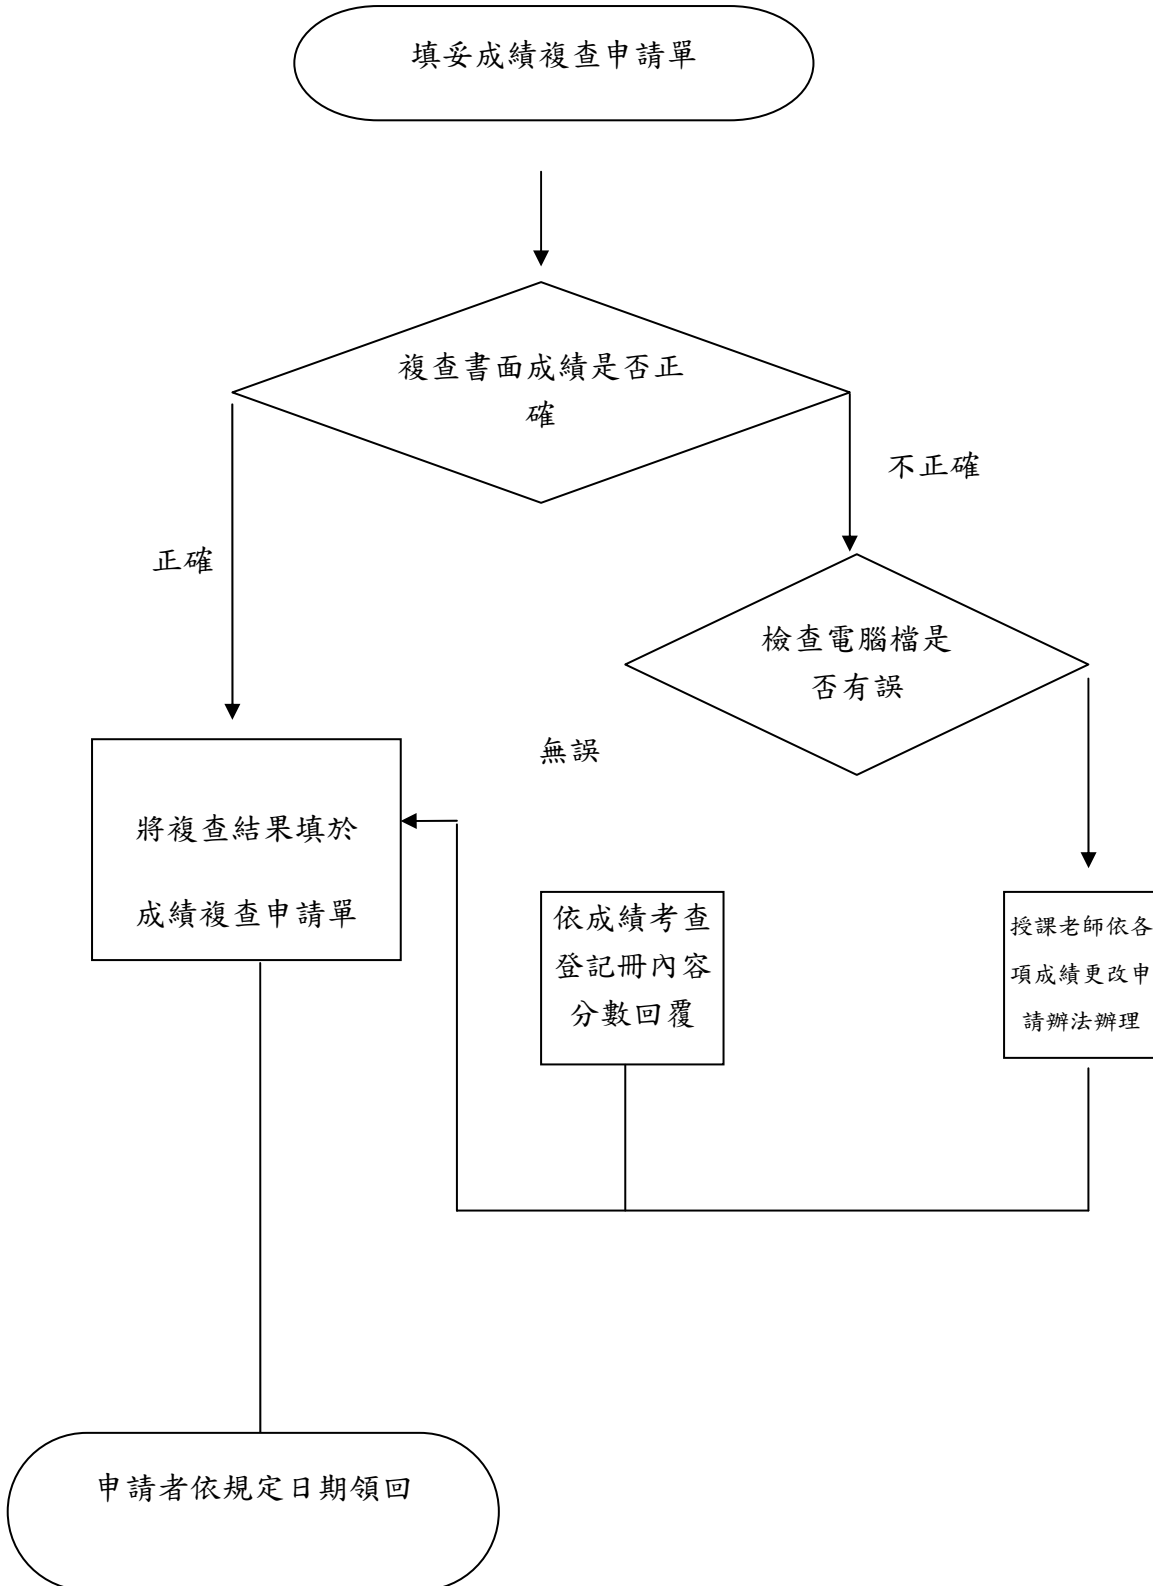 填妥成績複查申請單
複查書面成績是否正
確
不正確
正確
檢查電腦檔是
否有誤
無誤
將複查結果填於
成績複查申請單
依成績考查
登記冊內容
分數回覆
授課老師依各
項成績更改申
請辦法辦理
申請者依規定日期領回